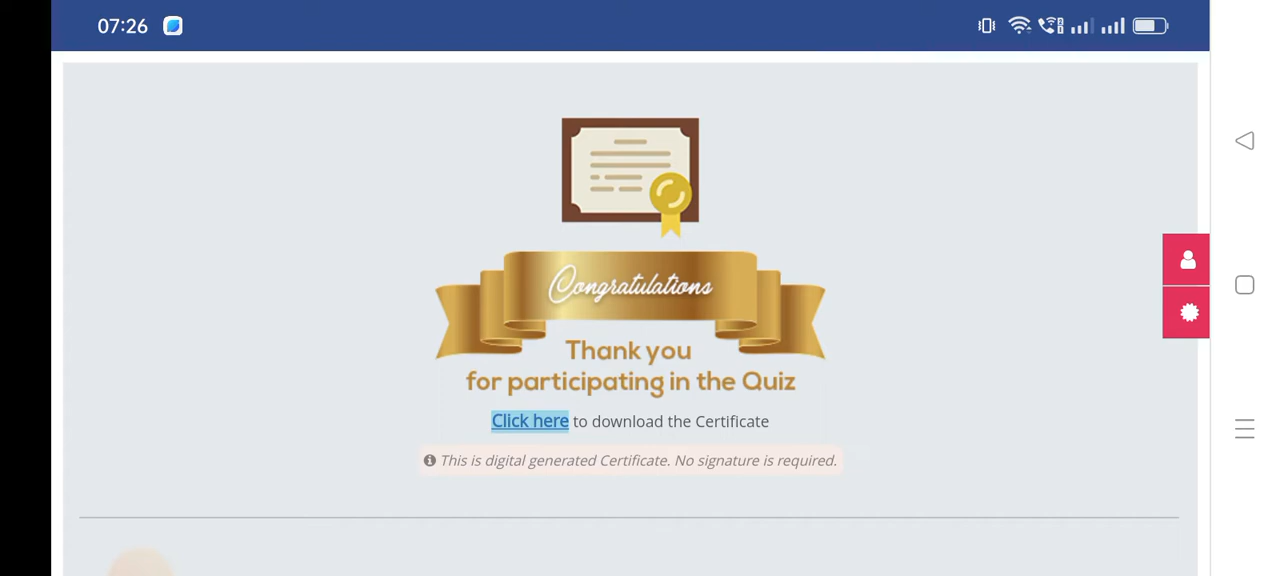 07:26
Congratulations
Thank you
for participating in the Quiz
Click here to download the Certificate
This is digital generated Certificate. No signature is required.